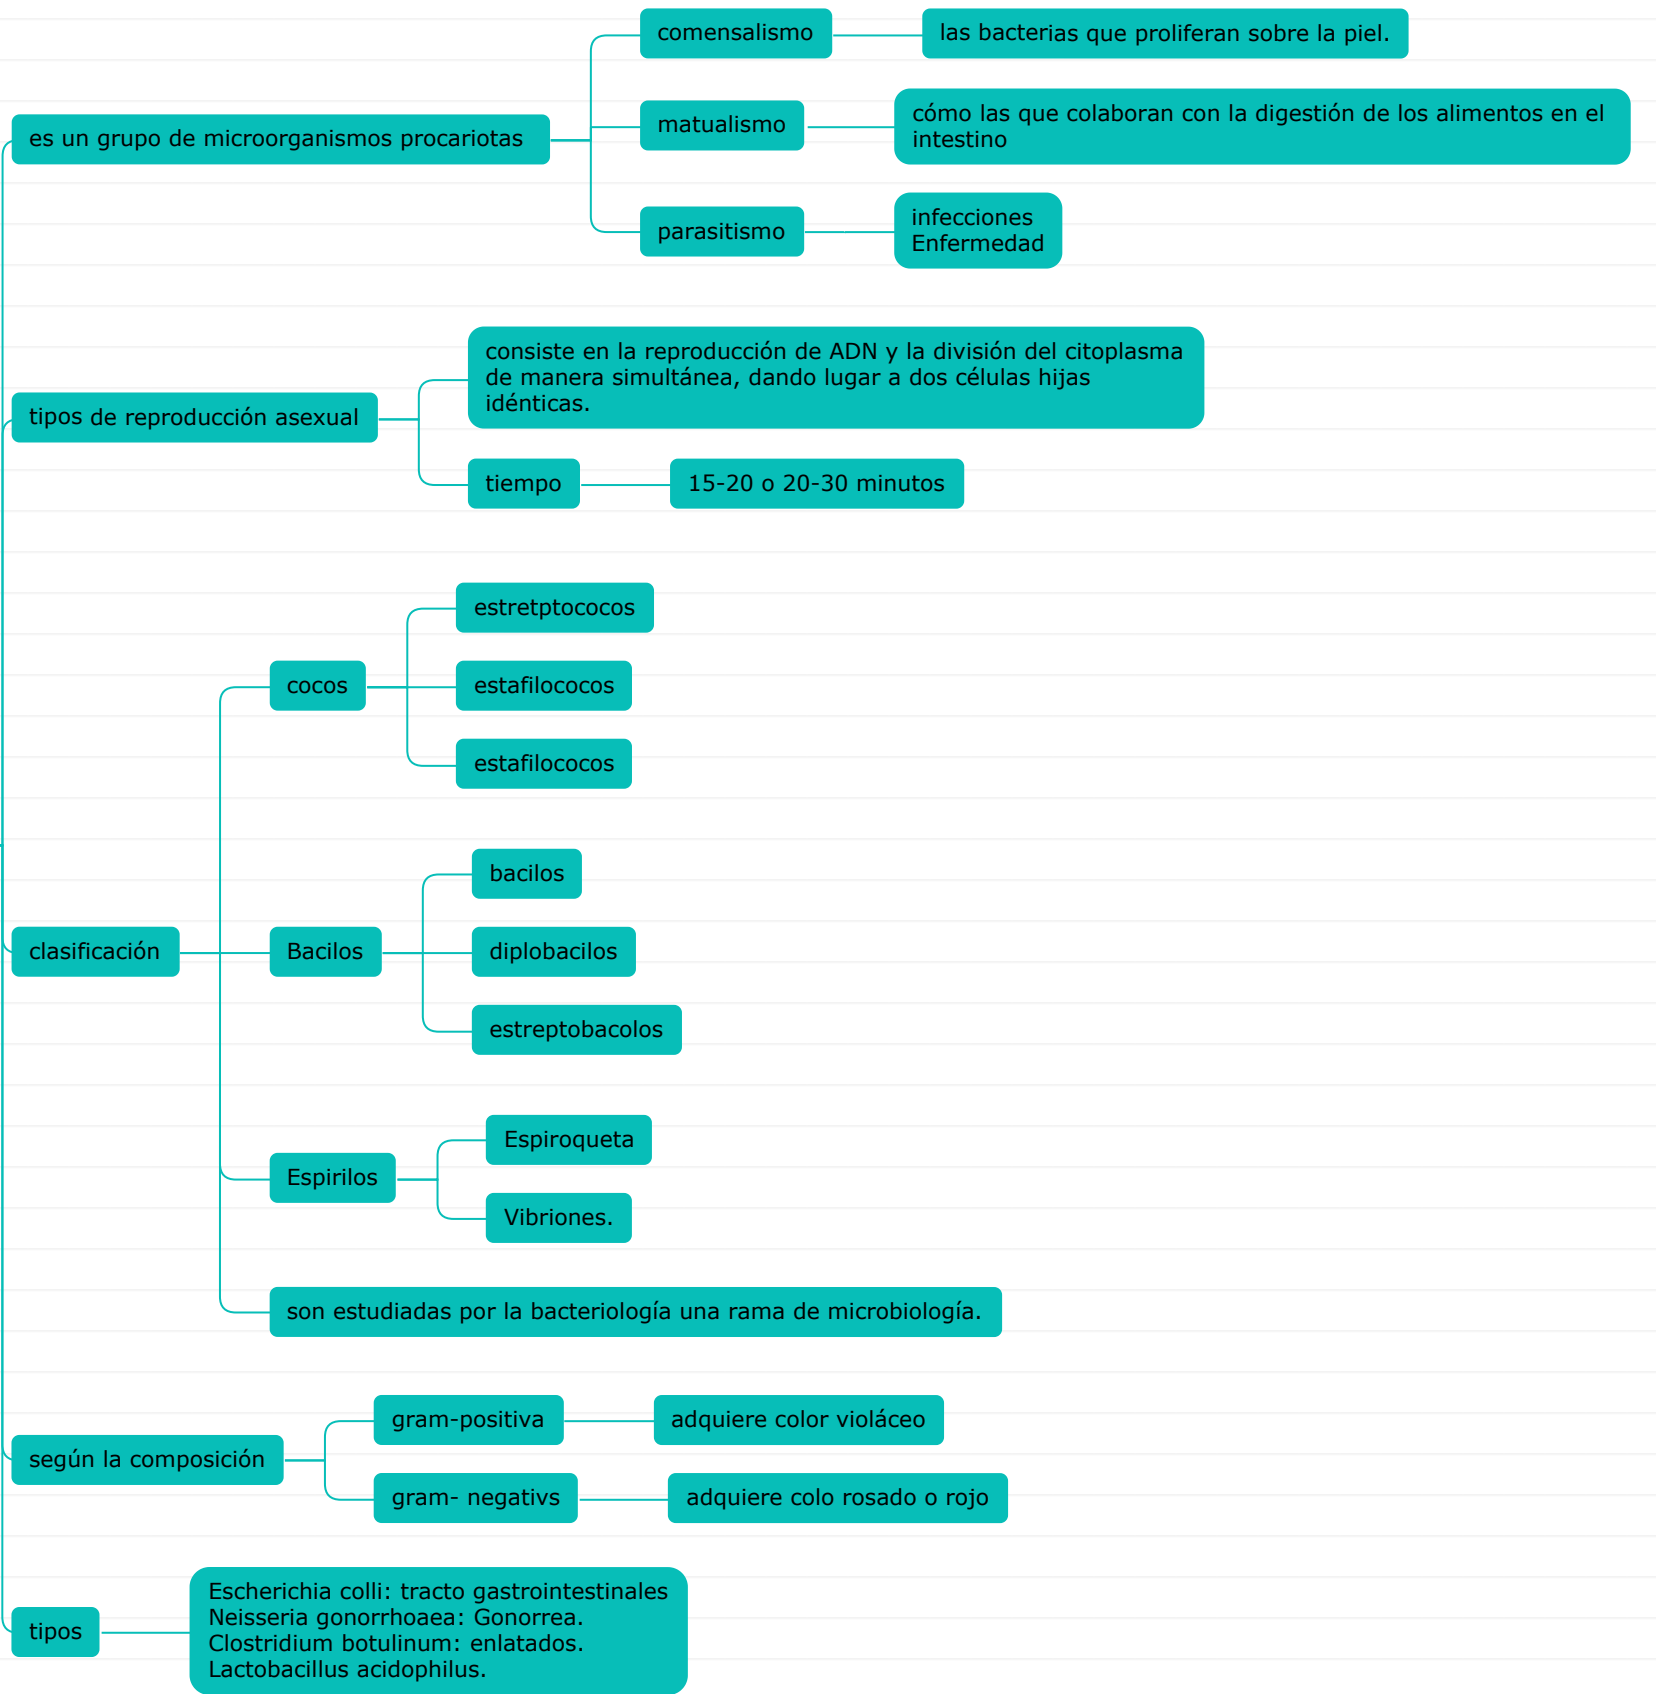 es un grupo de microorganismos procariotas
comensalismo
las bacterias que proliferan sobre la piel.
matualismo
cómo las que colaboran con la digestión de los alimentos en el
intestino
parasitismo
infecciones
Enfermedad
tipos de reproducción asexual
consiste en la reproducción de ADN y la división del citoplasma
de manera simultánea, dando lugar a dos células hijas
idénticas.
tiempo
15-20 o 20-30 minutos
clasificación
cocos
estretptococos
estafilococos
estafilococos
Bacilos
bacilos
diplobacilos
estreptobacolos
Espirilos
Espiroqueta
Vibriones.
son estudiadas por la bacteriología una rama de microbiología.
según la composición
gram-positiva
adquiere color violáceo
gram- negativs
adquiere colo rosado o rojo
tipos
Escherichia colli: tracto gastrointestinales
Neisseria gonorrhoaea: Gonorrea.
Clostridium botulinum: enlatados.
Lactobacillus acidophilus.